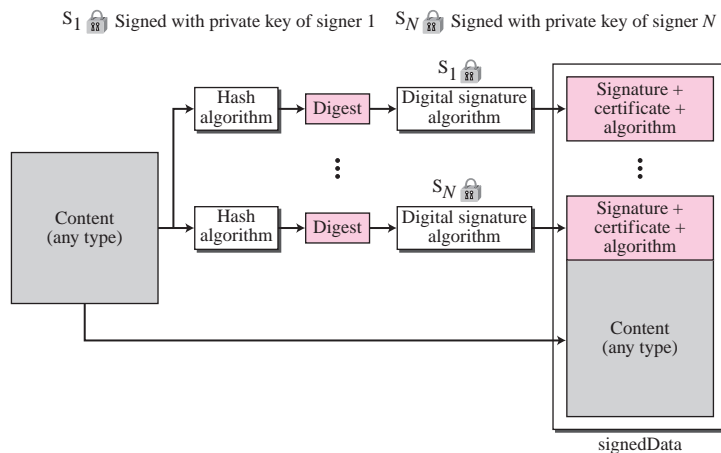 S1 Signed with private key of signer 1
SN Signed with private key of signer N
S1
Hash
algorithm
Digest
Digital signature
algorithm
Signature +
certificate +
algorithm
Content
(any type)
SN
Hash
algorithm
Digest
Digital signature
algorithm
Signature +
certificate +
algorithm
Content
(any type)
signedData